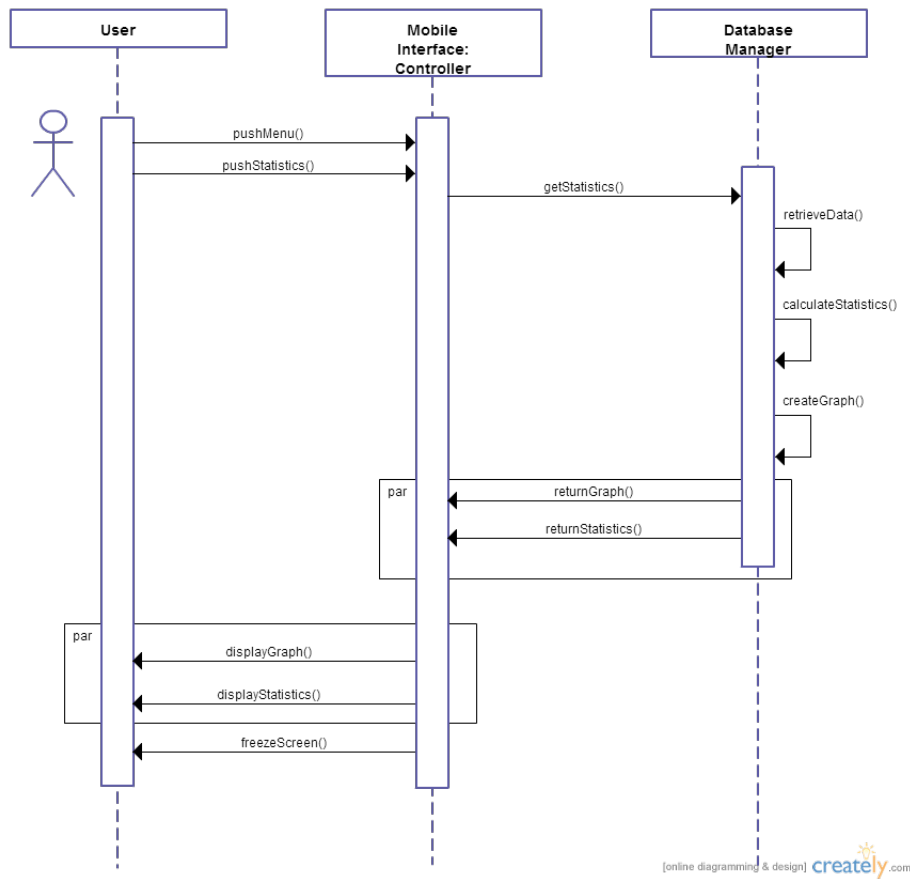 User
Mobile
Interface:
Controller
Database
Manager
pushMenu()
pushStatistics()
getStatistics()
retrieveData()
calculateStatistics()
createGraph()
par
returnGraph()
returnStatistics()
par
displayGraph()
displayStatistics()
freezeScreen()
[online diagramming & design] creately.com